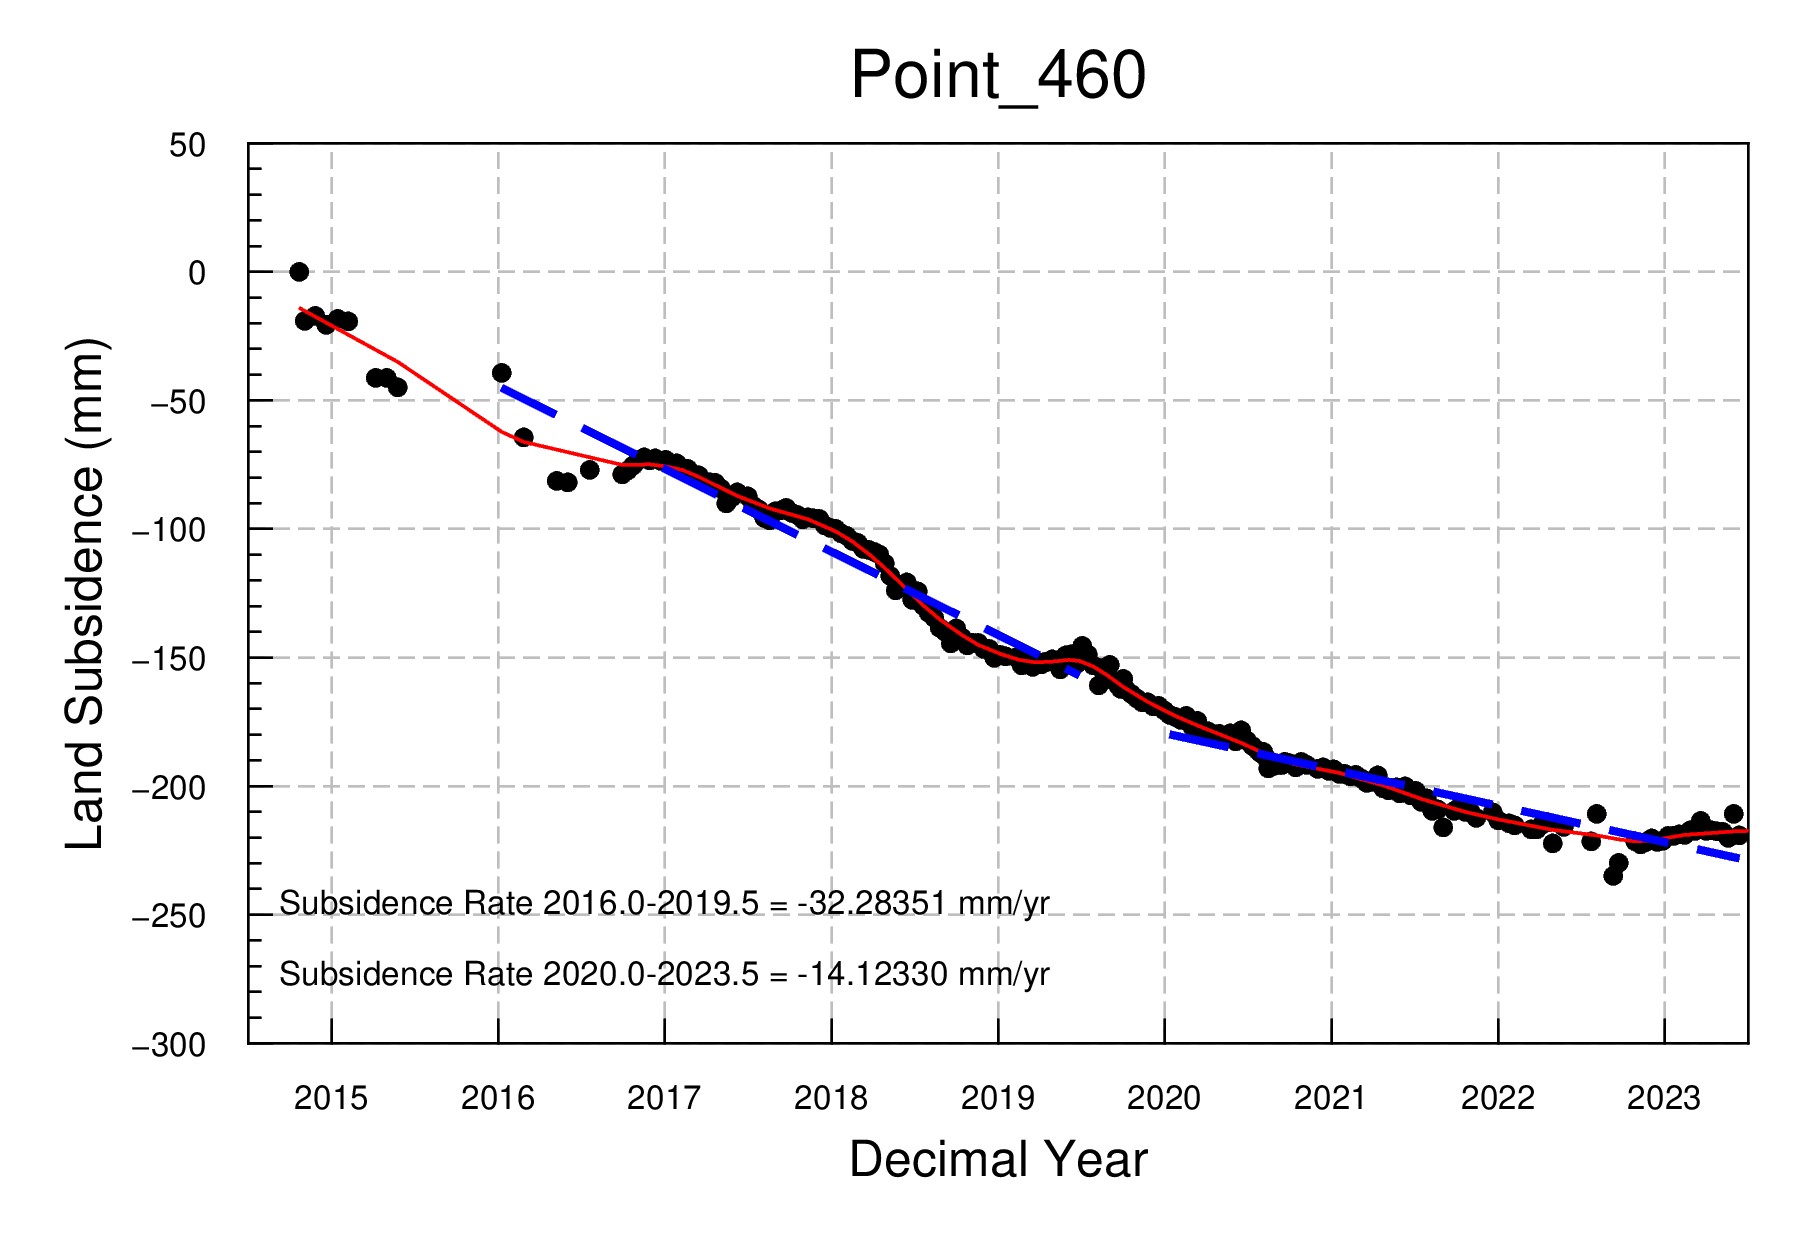 Point_460
50
0
−50
−100
−150
−200
−250
−300
Land Subsidence (mm)
Subsidence Rate 2016.0-2019.5 = -32.28351 mm/yr
Subsidence Rate 2020.0-2023.5 = -14.12330 mm/yr
2015 2016 2017 2018 2019 2020 2021 2022 2023
Decimal Year